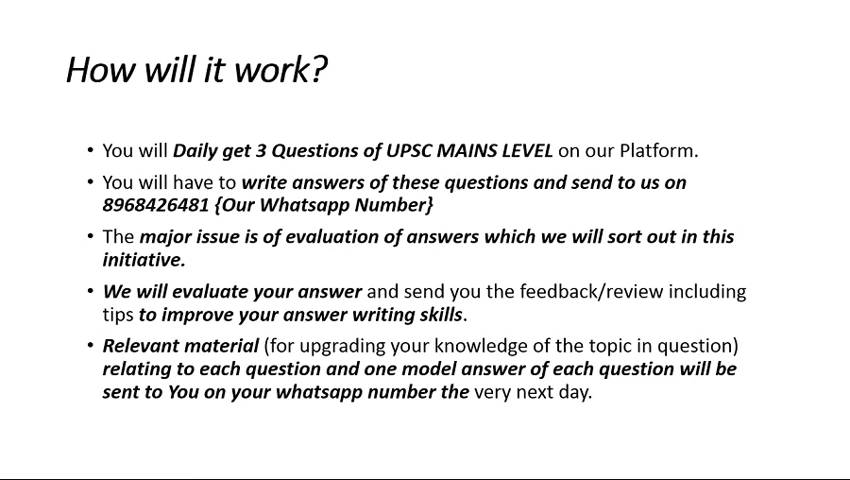 How will it work?
• You will Daily get 3 Questions of UPSC MAINS LEVEL on our Platform.
• You will have to write answers of these questions and send to us on
8968426481 {Our Whatsapp Number}
• The major issue is of evaluation of answers which we will sort out in this
initiative.
• We will evaluate your answer and send you the feedback/review including
tips to improve your answer writing skills.
• Relevant material (for upgrading your knowledge of the topic in question)
relating to each question and one model answer of each question will be
sent to You on your whatsapp number the very next day.